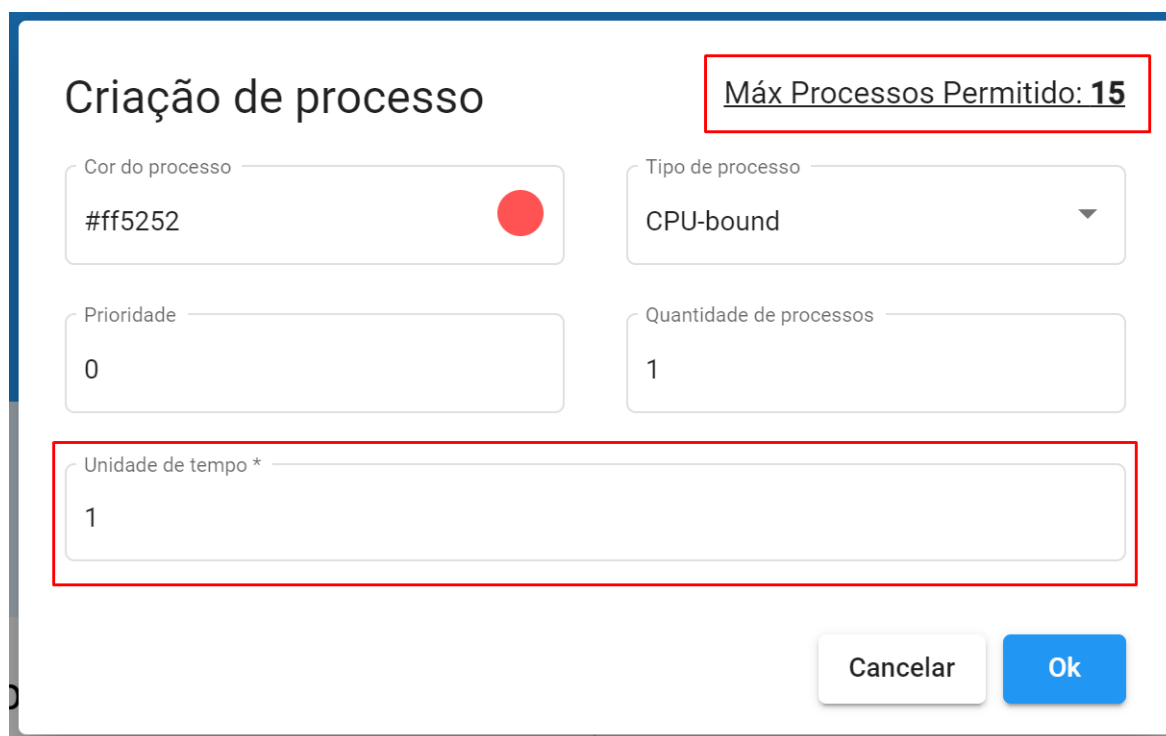 Criação de processo
Máx Processos Permitido: 15
Cor do processo
#ff5252
Tipo de processo
CPU-bound
Prioridade
0
Quantidade de processos
1
Unidade de tempo *
1
Cancelar
Ok